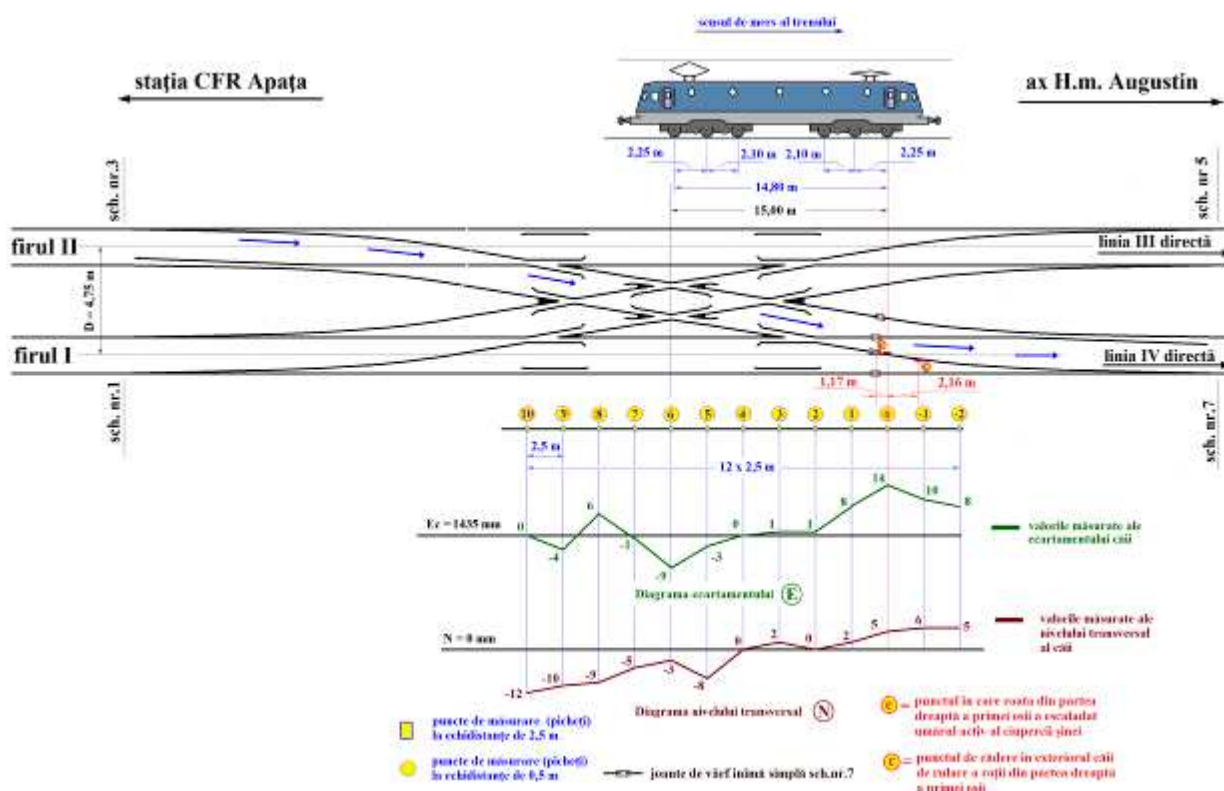 sensul de mers al trenului
stația CFR Apața
ax H.m. Augustin
2,25 m
2,10 m
2,10 m
2,25 m
14,80 m
15,00 m
sch. nr.3
sch. nr 5
firul II
linia III directă
D = 4,75 m
firul I
linia IV directă
1,17 m
2,16 m
sch. nr.1
sch. nr.7
10 9 8 7 6 5 4 3 2 1 0 -1 -2
2,5 m
12 x 2,5 m
Ec = 1435 mm
0 -4 6 -1 -9 -3 0 1 1 8 14 10 8
valorile măsurate ale
ecartamentului căii
Diagrama ecartamentului E
N = 0 mm
-12 -10 -9 -5 -3 -8 0 2 0 2 5 6 5
valorile măsurate ale
nivelului transversal
al căii
Diagrama nivelului transversal N
puncte de măsurare (picheți)
la echidistanțe de 2,5 m
puncte de măsurare (picheți)
la echidistanțe de 0,5 m
joante de vârf inimă simplă sch.nr.7
e = punctul în care roata din partea
dreaptă a primei osii a escaladat
umărul activ al ciupercii șinei
c = punctul de cădere în exteriorul căii
de rulare a roții din partea dreaptă
a primei osii